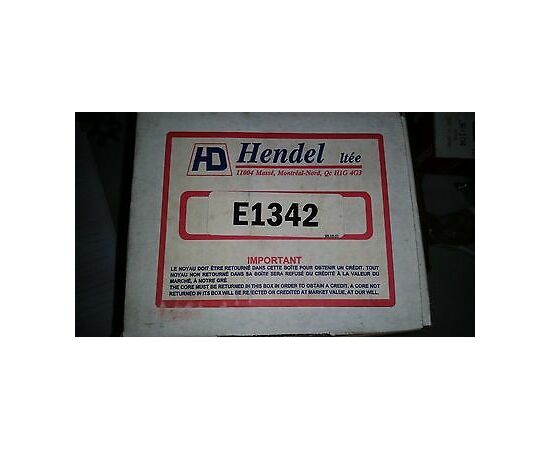 HD Hendel ltée
11004 Massé, Montréal-Nord, Qc H1G 4G3
E1342
IMPORTANT
LE NOYAU DOIT ÊTRE RETOURNÉ DANS CETTE BOÎTE POUR OBTENIR UN CRÉDIT. TOUT
NOYAU NON RETOURNÉ DANS SA BOÎTE SERA REFUSÉ OU CRÉDITÉ À LA VALEUR DU
MARCHÉ, À NOTRE GRÉ
THE CORE MUST BE RETURNED IN THIS BOX IN ORDER TO OBTAIN A CREDIT. A CORE NOT
RETURNED IN ITS BOX WILL BE REJECTED OR CREDITED AT MARKET VALUE, AT OUR WILL.